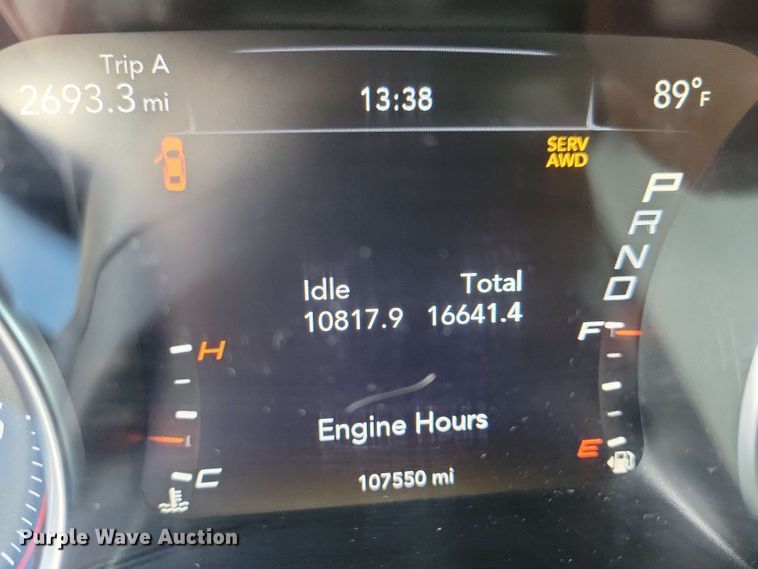 Trip A
2693.3 mi
13:38
89°F
SERV
AWD
P
R
N
D
Idle Total
10817.9 16641.4
H
F
Engine Hours
E
C
107550 mi
Purple Wave Auction